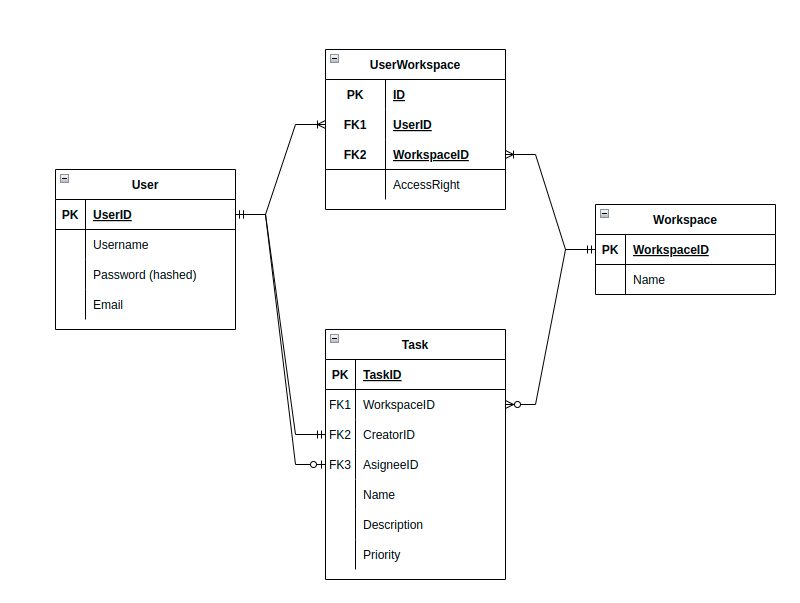 UserWorkspace
PK ID
FK1 UserID
FK2 WorkspaceID
AccessRight
User
PK UserID
Username
Password (hashed)
Email
Workspace
PK WorkspaceID
Name
Task
PK TaskID
FK1 WorkspaceID
FK2 CreatorID
FK3 AsigneeID
Name
Description
Priority